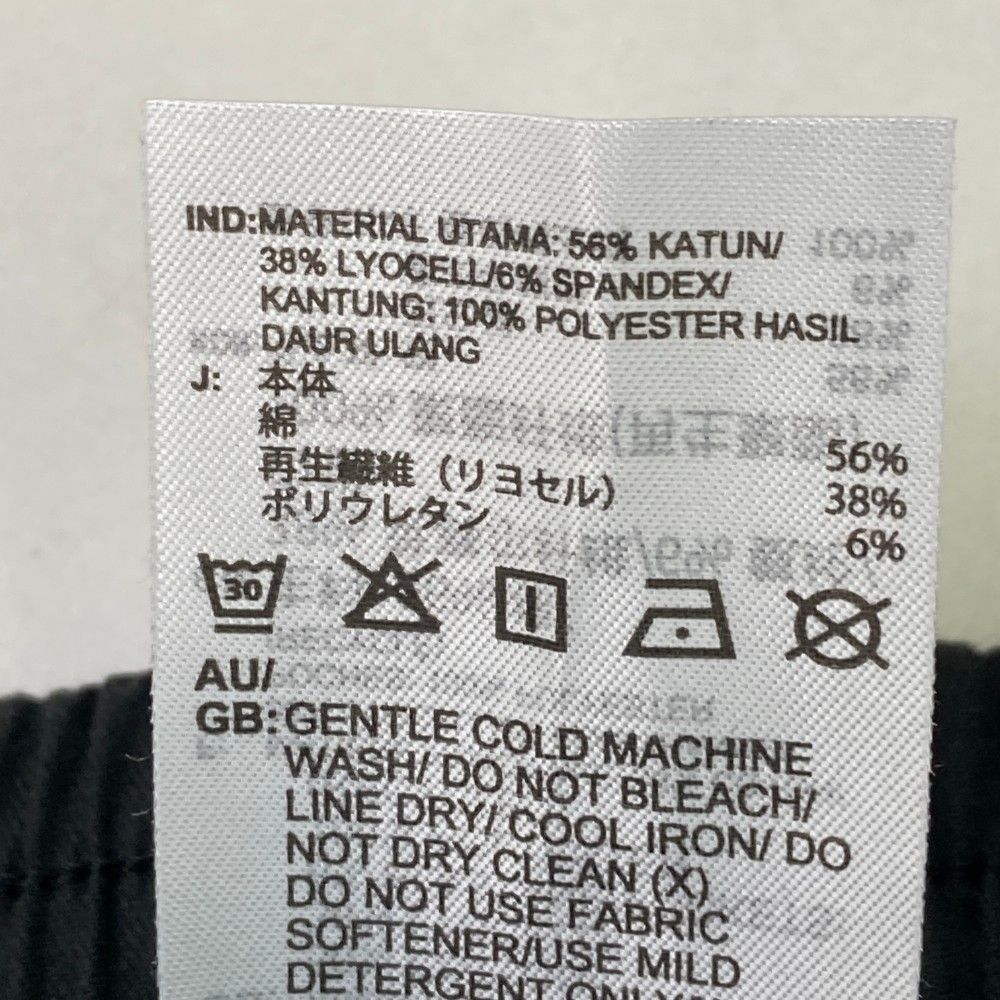 IND:MATERIAL UTAMA: 56% KATUN/
38% LYOCELL/6% SPANDEX/
KANTUNG: 100% POLYESTER HASIL
DAUR ULANG
J: 本体
綿 56%
再生繊維（リヨセル） 38%
ポリウレタン 6%
30
AU/
GB:GENTLE COLD MACHINE
WASH/ DO NOT BLEACH/
LINE DRY/ COOL IRON/ DO
NOT DRY CLEAN (X)
DO NOT USE FABRIC
SOFTENER/USE MILD
DETERGENT ONLY/